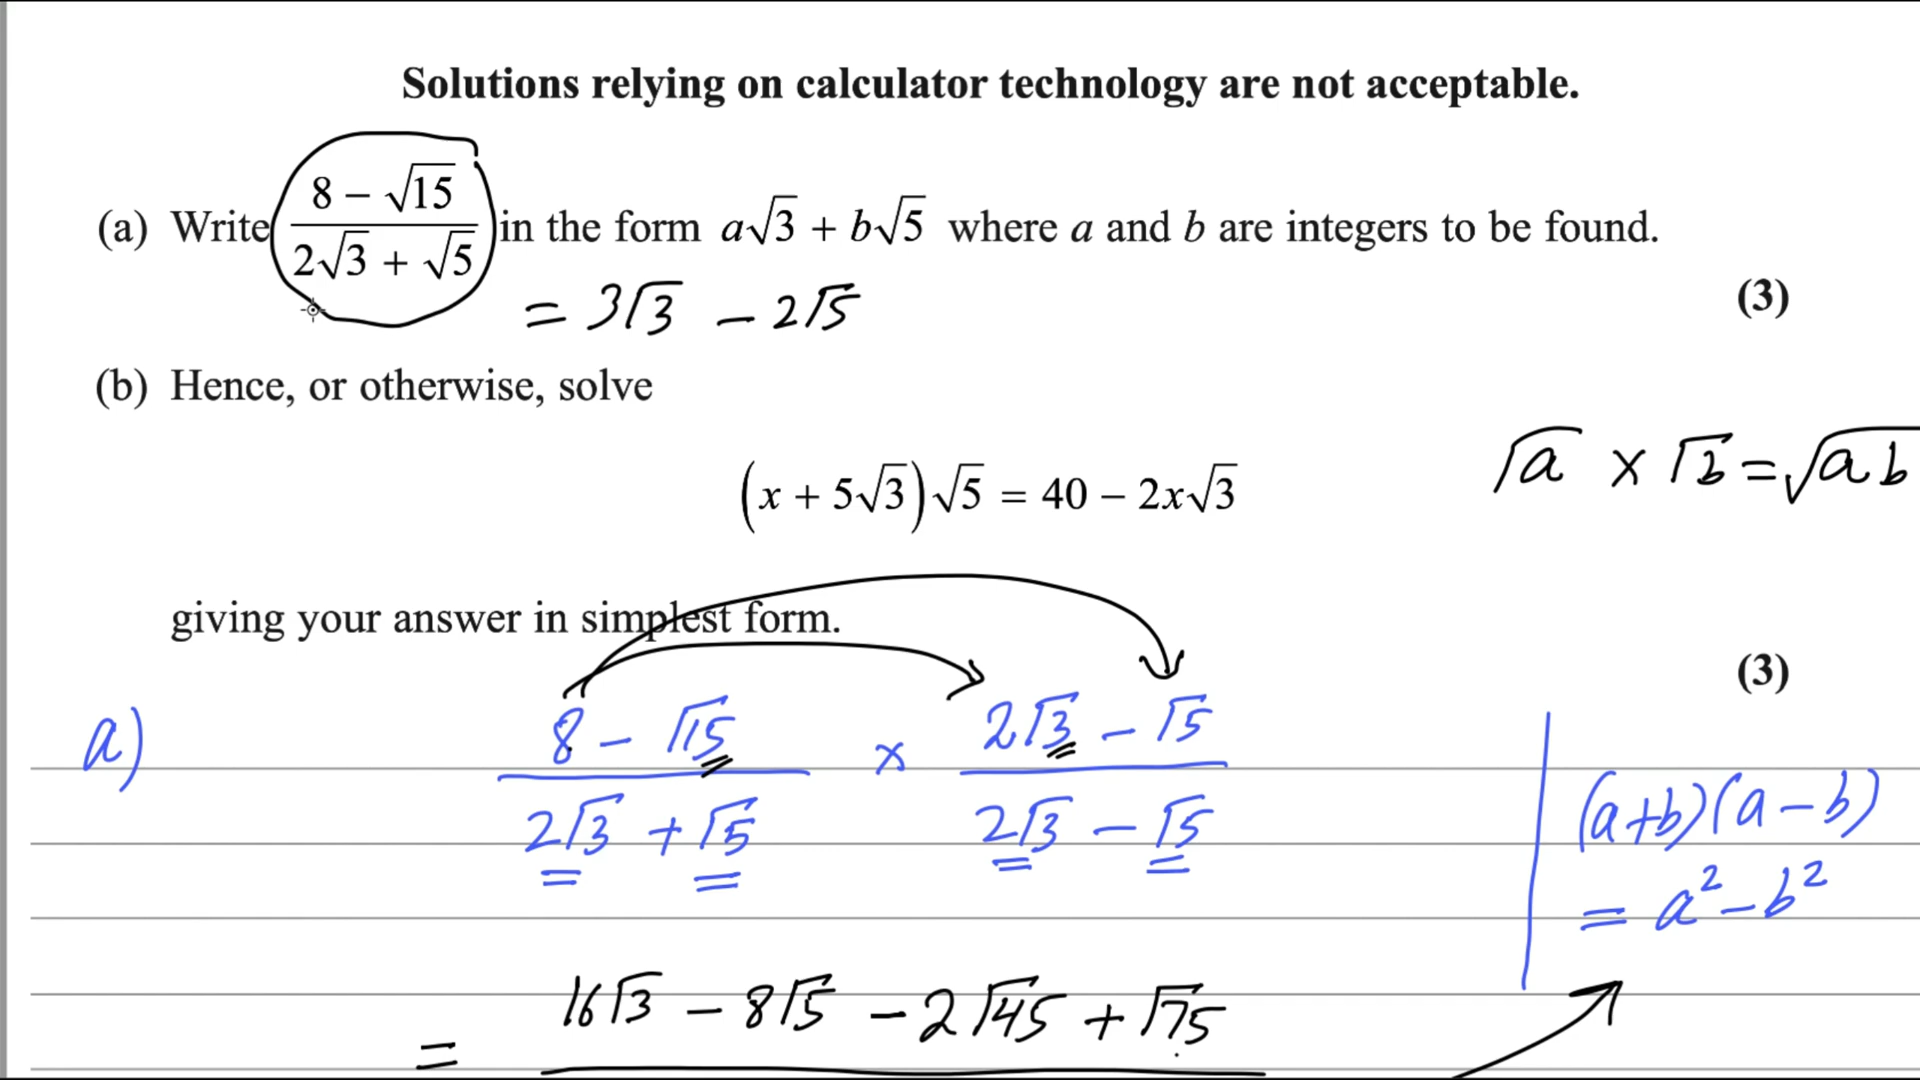 Solutions relying on calculator technology are not acceptable.
(a) Write (8 − √15)/(2√3 + √5) in the form a√3 + b√5 where a and b are integers to be found.
= 3√3 − 2√5
(3)
(b) Hence, or otherwise, solve
√a × √b = √ab
(x + 5√3)√5 = 40 − 2x√3
giving your answer in simplest form.
(3)
a) (8 − √15)/(2√3 + √5) × (2√3 − √5)/(2√3 − √5)
(a+b)(a−b)
= a² − b²
= 16√3 − 8√5 − 2√45 + √75